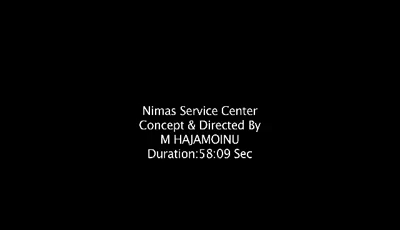 Nimas Service Center
Concept & Directed By
M HAJAMOINU
Duration:58:09 Sec